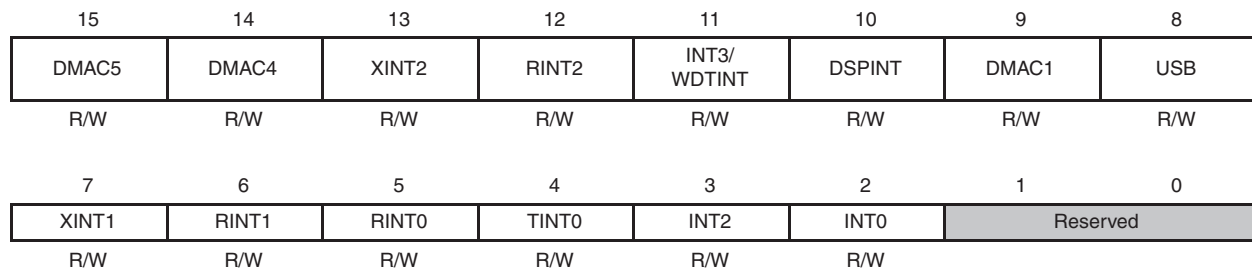 15 14 13 12 11 10 9 8
DMAC5 DMAC4 XINT2 RINT2 INT3/ WDTINT DSPINT DMAC1 USB
R/W R/W R/W R/W R/W R/W R/W R/W
7 6 5 4 3 2 1 0
XINT1 RINT1 RINT0 TINT0 INT2 INT0 Reserved
R/W R/W R/W R/W R/W R/W